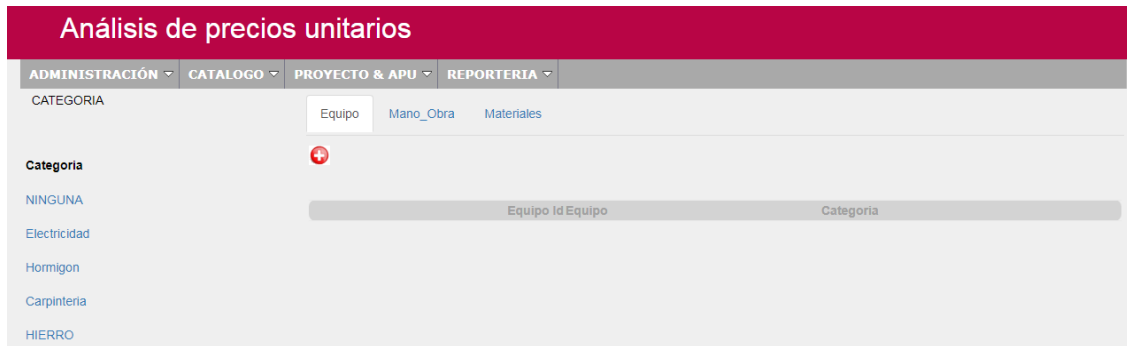 Análisis de precios unitarios
ADMINISTRACIÓN CATALOGO PROYECTO & APU REPORTERIA
CATEGORIA
Equipo Mano_Obra Materiales
Categoria
NINGUNA
Equipo Id Equipo Categoria
Electricidad
Hormigon
Carpinteria
HIERRO